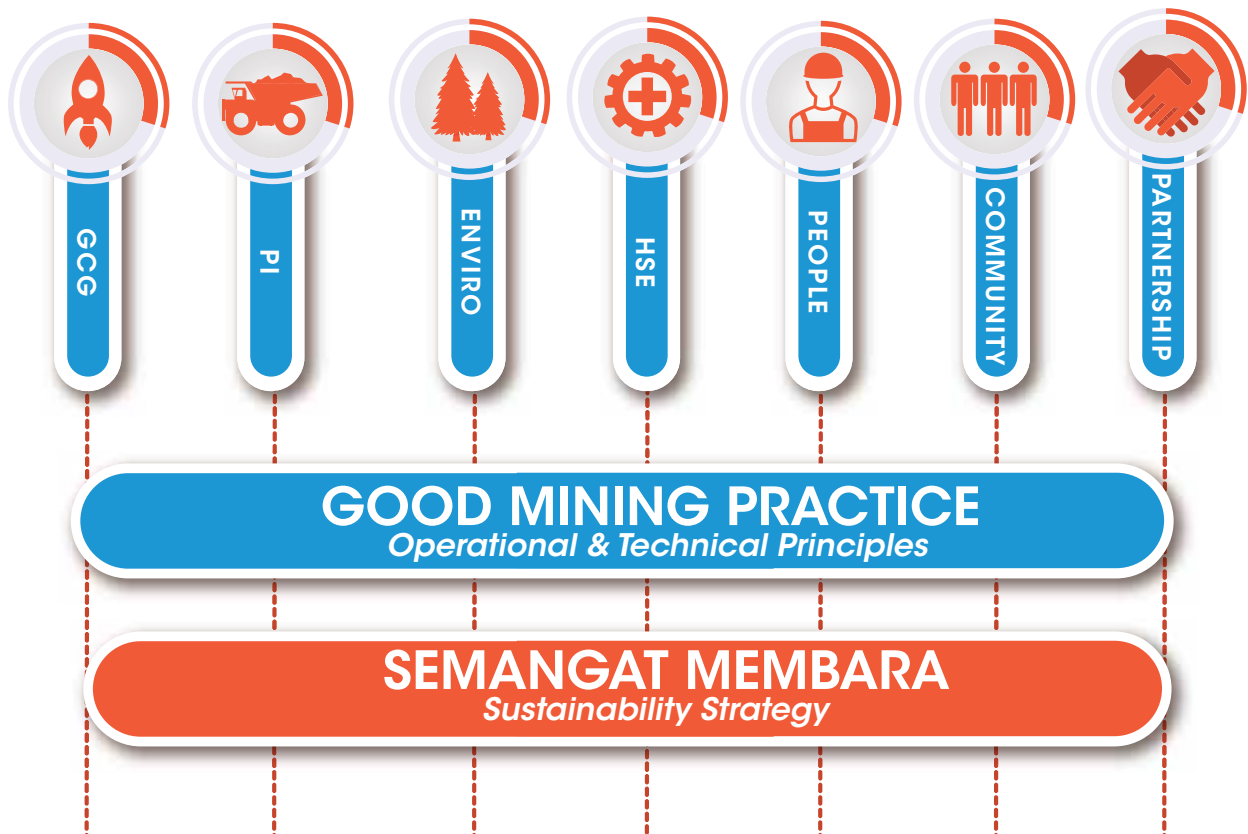 GCG
PI
ENVIRO
HSE
PEOPLE
COMMUNITY
PARTNERSHIP
GOOD MINING PRACTICE
Operational & Technical Principles
SEMANGAT MEMBARA
Sustainability Strategy